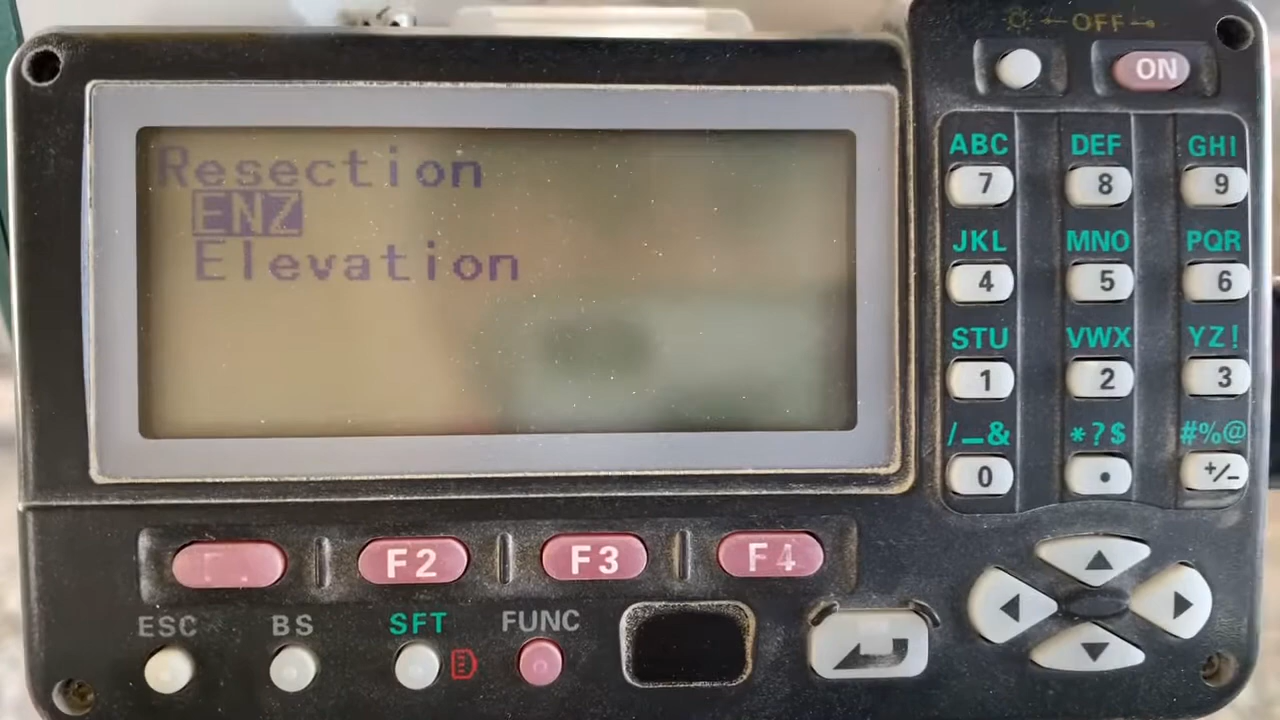 Resection
ENZ
Elevation
OFF
ON
ABC DEF GHI
7 8 9
JKL MNO PQR
4 5 6
STU VWX YZ!
1 2 3
/_& *?$ #%@
0 . +/-
F2 F3 F4
ESC BS SFT FUNC